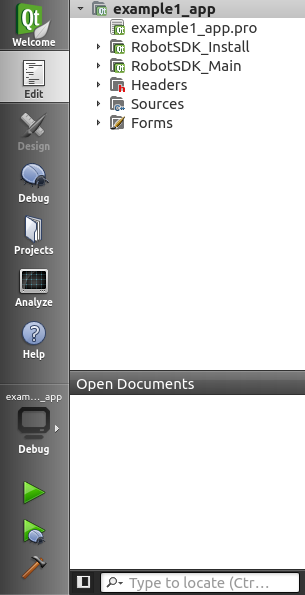 Qt
Welcome
Edit
Design
Debug
Projects
Analyze
Help
exam..._app
Debug
example1_app
example1_app.pro
RobotSDK_Install
RobotSDK_Main
Headers
Sources
Forms
Open Documents
Type to locate (Ctr...